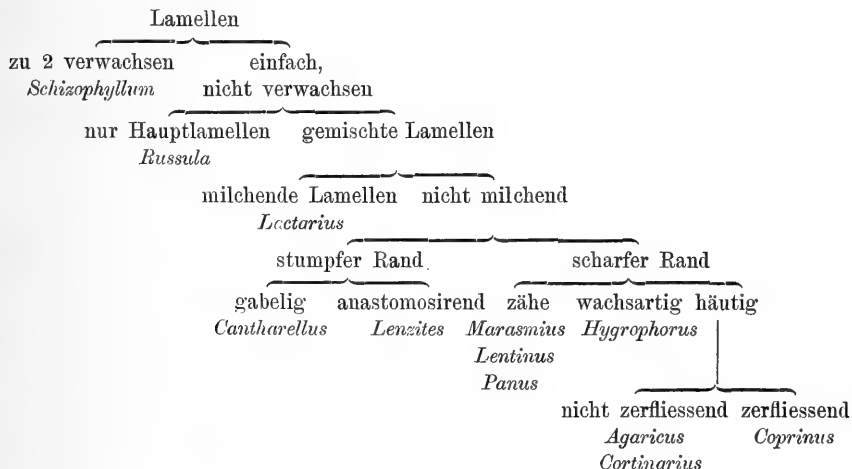 Lamellen
zu 2 verwachsen einfach,
Schizophyllum nicht verwachsen
nur Hauptlamellen gemischte Lamellen
Russula
milchende Lamellen nicht milchend
Lactarius
stumpfer Rand. scharfer Rand
gabelig anastomosirend zähe wachsartig häutig
Cantharellus Lenzites Marasmius Hygrophorus
Lentinus
Panus
nicht zerfliessend zerfliessend
Agaricus Coprinus
Cortinarius